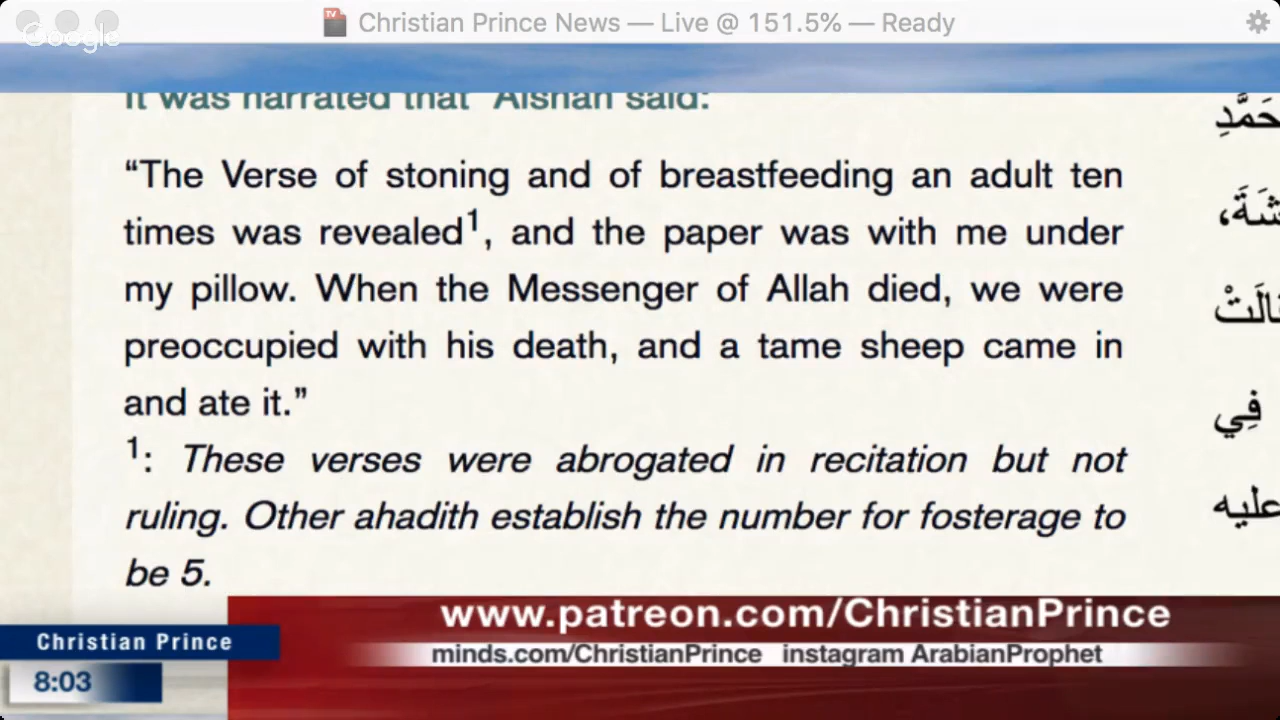 Christian Prince News — Live @ 151.5% — Ready
Google
It was narrated that 'Aishah said:
“The Verse of stoning and of breastfeeding an adult ten
times was revealed¹, and the paper was with me under
my pillow. When the Messenger of Allah died, we were
preoccupied with his death, and a tame sheep came in
and ate it.”
¹: These verses were abrogated in recitation but not
ruling. Other ahadith establish the number for fosterage to
be 5.
حَمَّدِ
شَةَ،
فِي
عليه
www.patreon.com/ChristianPrince
Christian Prince
minds.com/ChristianPrince instagram ArabianProphet
8:03